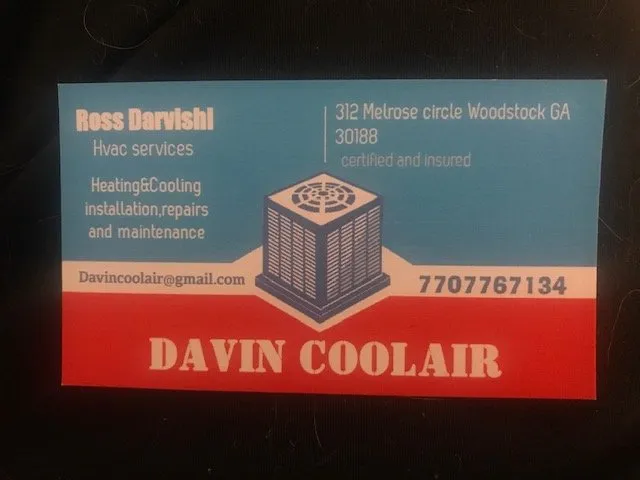 Ross Darvishi
Hvac services
Heating&Cooling
installation,repairs
and maintenance
312 Melrose circle Woodstock GA
30188
certified and insured
Davincoolair@gmail.com
7707767134
DAVIN COOLAIR